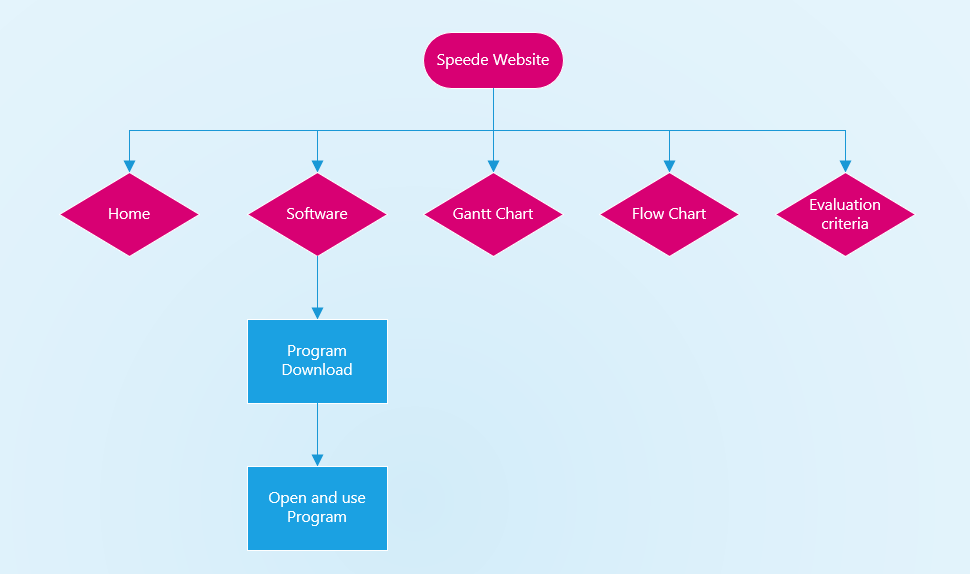 Speede Website
Home
Software
Gantt Chart
Flow Chart
Evaluation
criteria
Program
Download
Open and use
Program